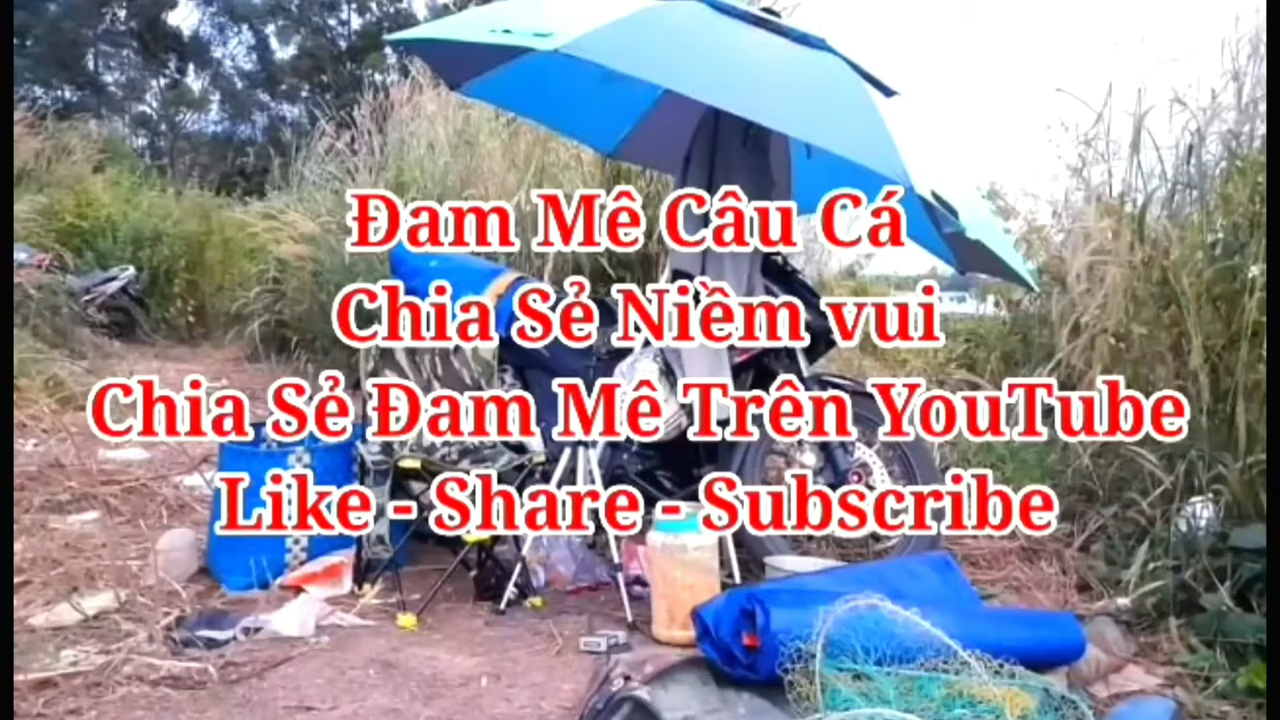 Đam Mê Câu Cá
Chia Sẻ Niềm vui
Chia Sẻ Đam Mê Trên YouTube
Like - Share - Subscribe